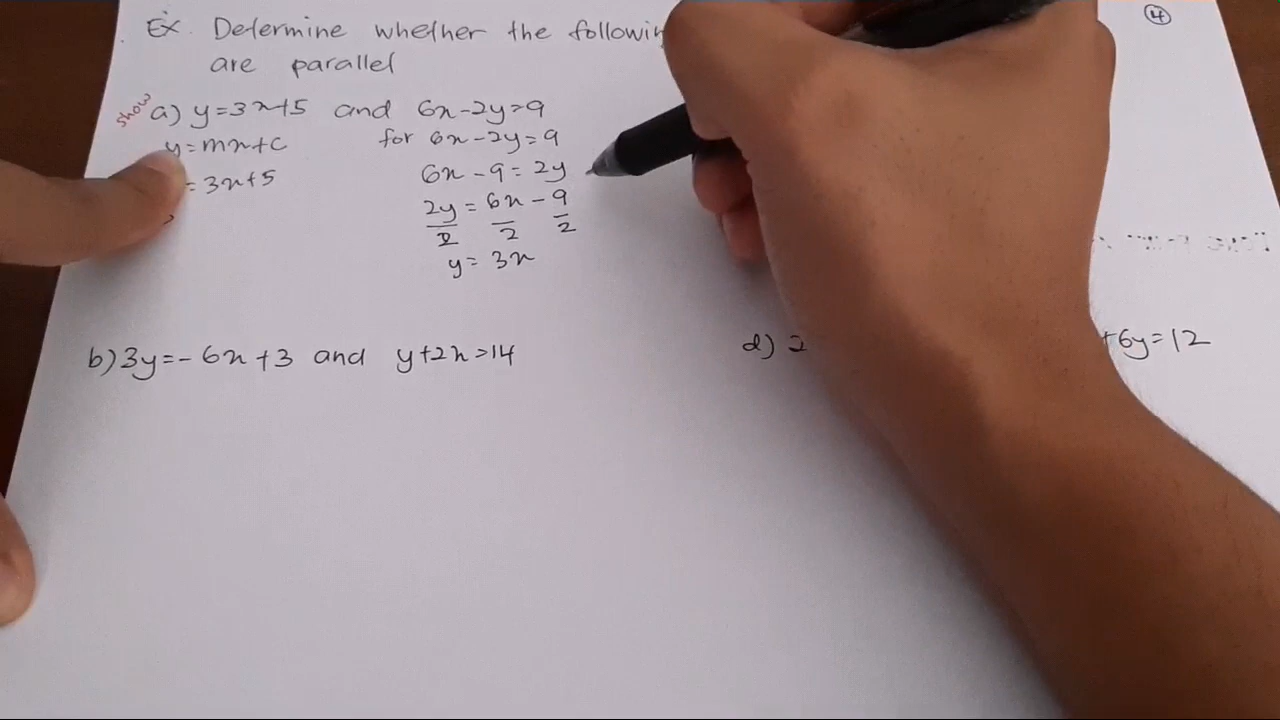 Ex. Determine whether the
are parallel
④
show a) y=3x+5 and 6x-2y=9
y=mx+c for 6x-2y=9
=3x+5 6x-9=2y
2y/2 = 6x/2 - 9/2
y= 3x
b) 3y=-6x+3 and y+2x=14
d) 2 +6y=12